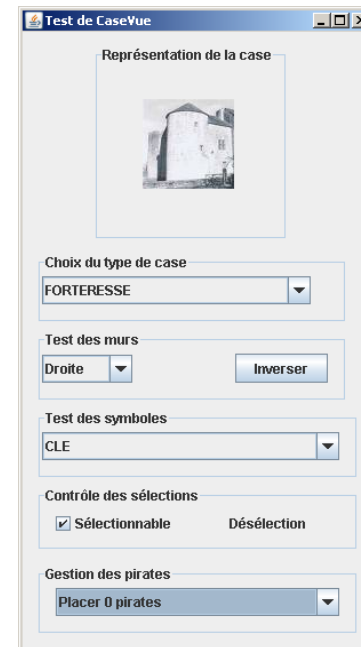 Test de CaseVue
Représentation de la case
Choix du type de case
FORTERESSE
Test des murs
Droite
Inverser
Test des symboles
CLE
Contrôle des sélections
Sélectionnable Désélection
Gestion des pirates
Placer 0 pirates